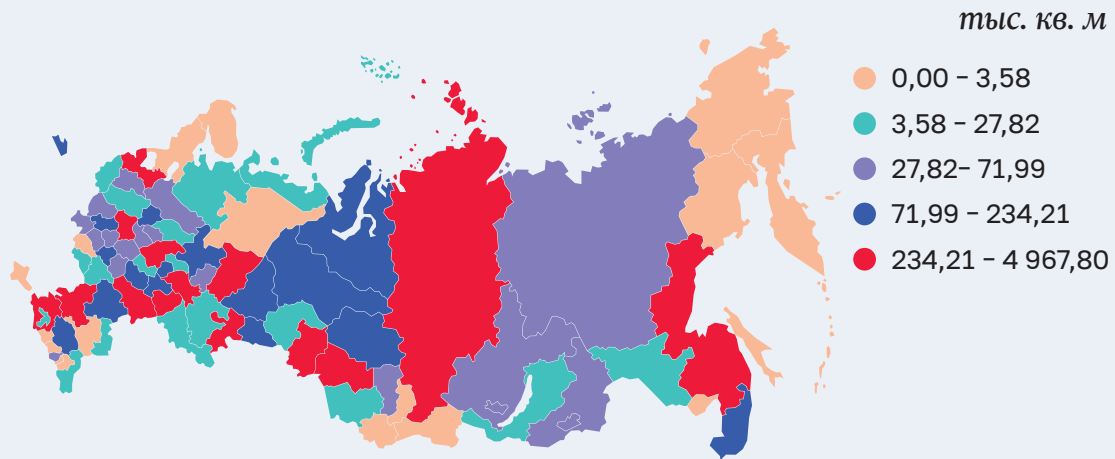 тыс. кв. м
0,00 – 3,58
3,58 – 27,82
27,82– 71,99
71,99 – 234,21
234,21 – 4 967,80